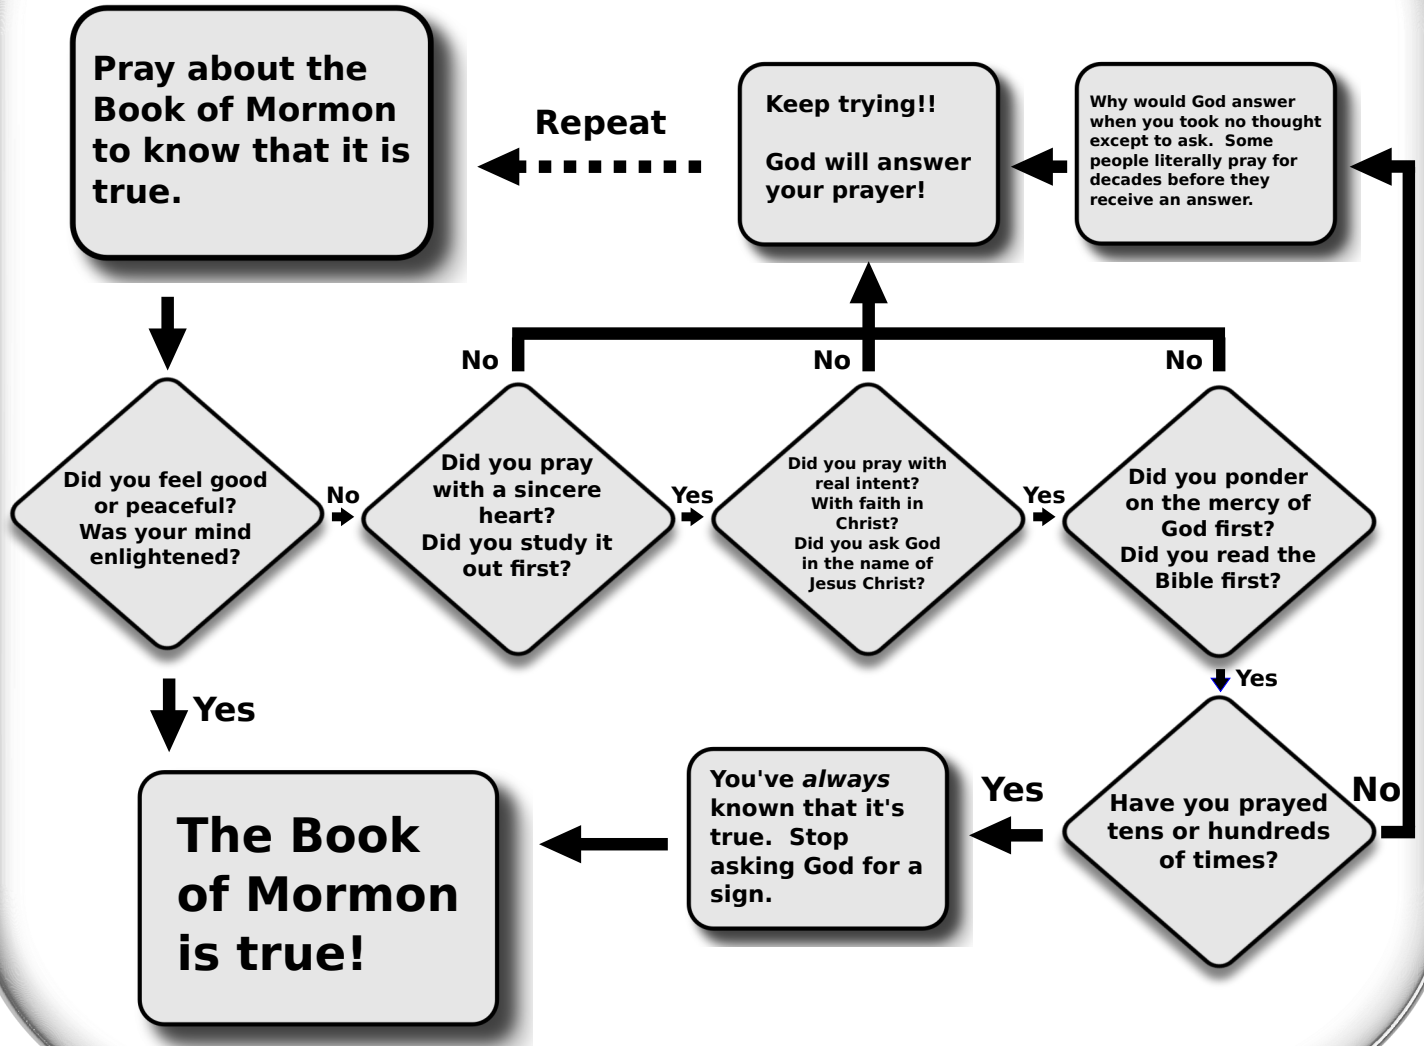 Pray about the
Book of Mormon
to know that it is
true.
Repeat
Keep trying!!
God will answer
your prayer!
Why would God answer
when you took no thought
except to ask.  Some
people literally pray for
decades before they
receive an answer.
No
No
No
Did you feel good
or peaceful?
Was your mind
enlightened?
No
Did you pray
with a sincere
heart?
Did you study it
out first?
Yes
Did you pray with
real intent?
With faith in
Christ?
Did you ask God
in the name of
Jesus Christ?
Yes
Did you ponder
on the mercy of
God first?
Did you read the
Bible first?
Yes
Yes
The Book
of Mormon
is true!
You've always
known that it's
true.  Stop
asking God for a
sign.
Yes
Have you prayed
tens or hundreds
of times?
No